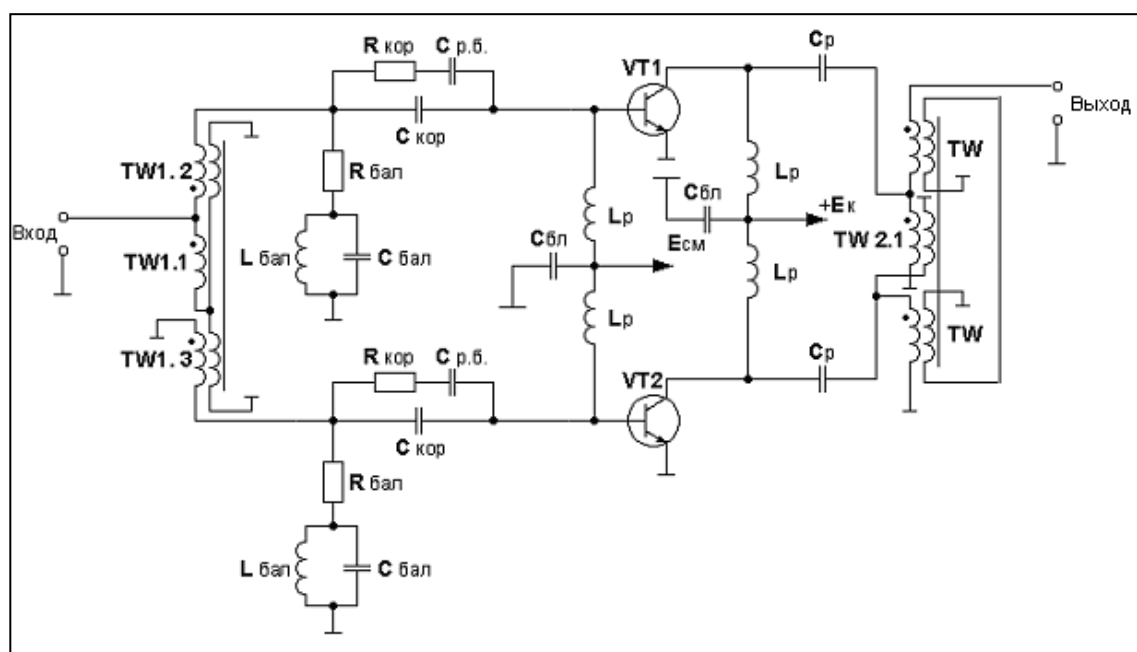 R кор
C р.б.
C р
VT1
Выход
C кор
TW1. 2
R бал
L р
C бл
+E к
TW
TW 2.1
Вход
TW1.1
L бал
C бал
C бл
E см
L р
L р
L р
TW
TW1. 3
R кор
C р.б.
VT2
C р
C кор
R бал
L бал
C бал